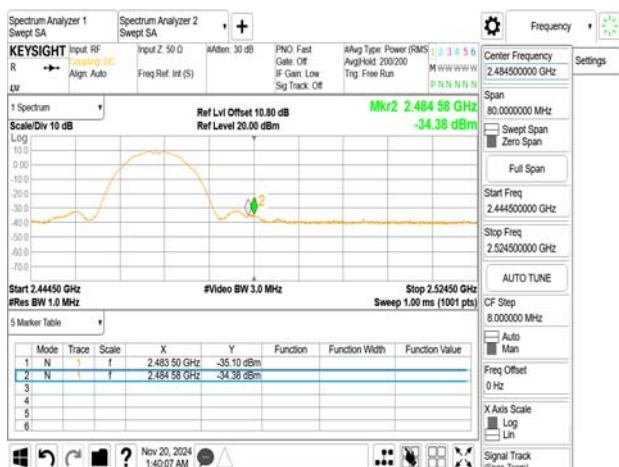 Spectrum Analyzer 1
Swept SA
Spectrum Analyzer 2
Swept SA
+
Frequency
KEYSIGHT
R
Input: RF
Coupling: DC
Align: Auto
Input Z: 50 Ω
Freq Ref: Int (S)
#Atten: 30 dB
PNO: Fast
Gate: Off
IF Gain: Low
Sig Track: Off
#Avg Type: Power (RMS
Avg|Hold: 200/200
Trig: Free Run
1 2 3 4 5 6
M W W W W W
P N N N N N
Center Frequency
2.484500000 GHz
Settings
Span
80.0000000 MHz
Swept Span
Zero Span
Full Span
Start Freq
2.444500000 GHz
Stop Freq
2.524500000 GHz
AUTO TUNE
CF Step
8.000000 MHz
Auto
Man
Freq Offset
0 Hz
X Axis Scale
Log
Lin
Signal Track
(Span Zoom)
1 Spectrum
Scale/Div 10 dB
Log
Ref Lvl Offset 10.80 dB
Ref Level 20.00 dBm
Mkr2 2.484 58 GHz
-34.38 dBm
10.0
0.00
-10.0
-20.0
-30.0
-40.0
-50.0
-60.0
-70.0
2
Start 2.44450 GHz
#Res BW 1.0 MHz
#Video BW 3.0 MHz
Stop 2.52450 GHz
Sweep 1.00 ms (1001 pts)
5 Marker Table
Mode Trace Scale X Y Function Function Width Function Value
1 N 1 f 2.483 50 GHz -35.10 dBm
2 N 1 f 2.484 58 GHz -34.38 dBm
3
4
5
6
?
Nov 20, 2024
1:40:07 AM